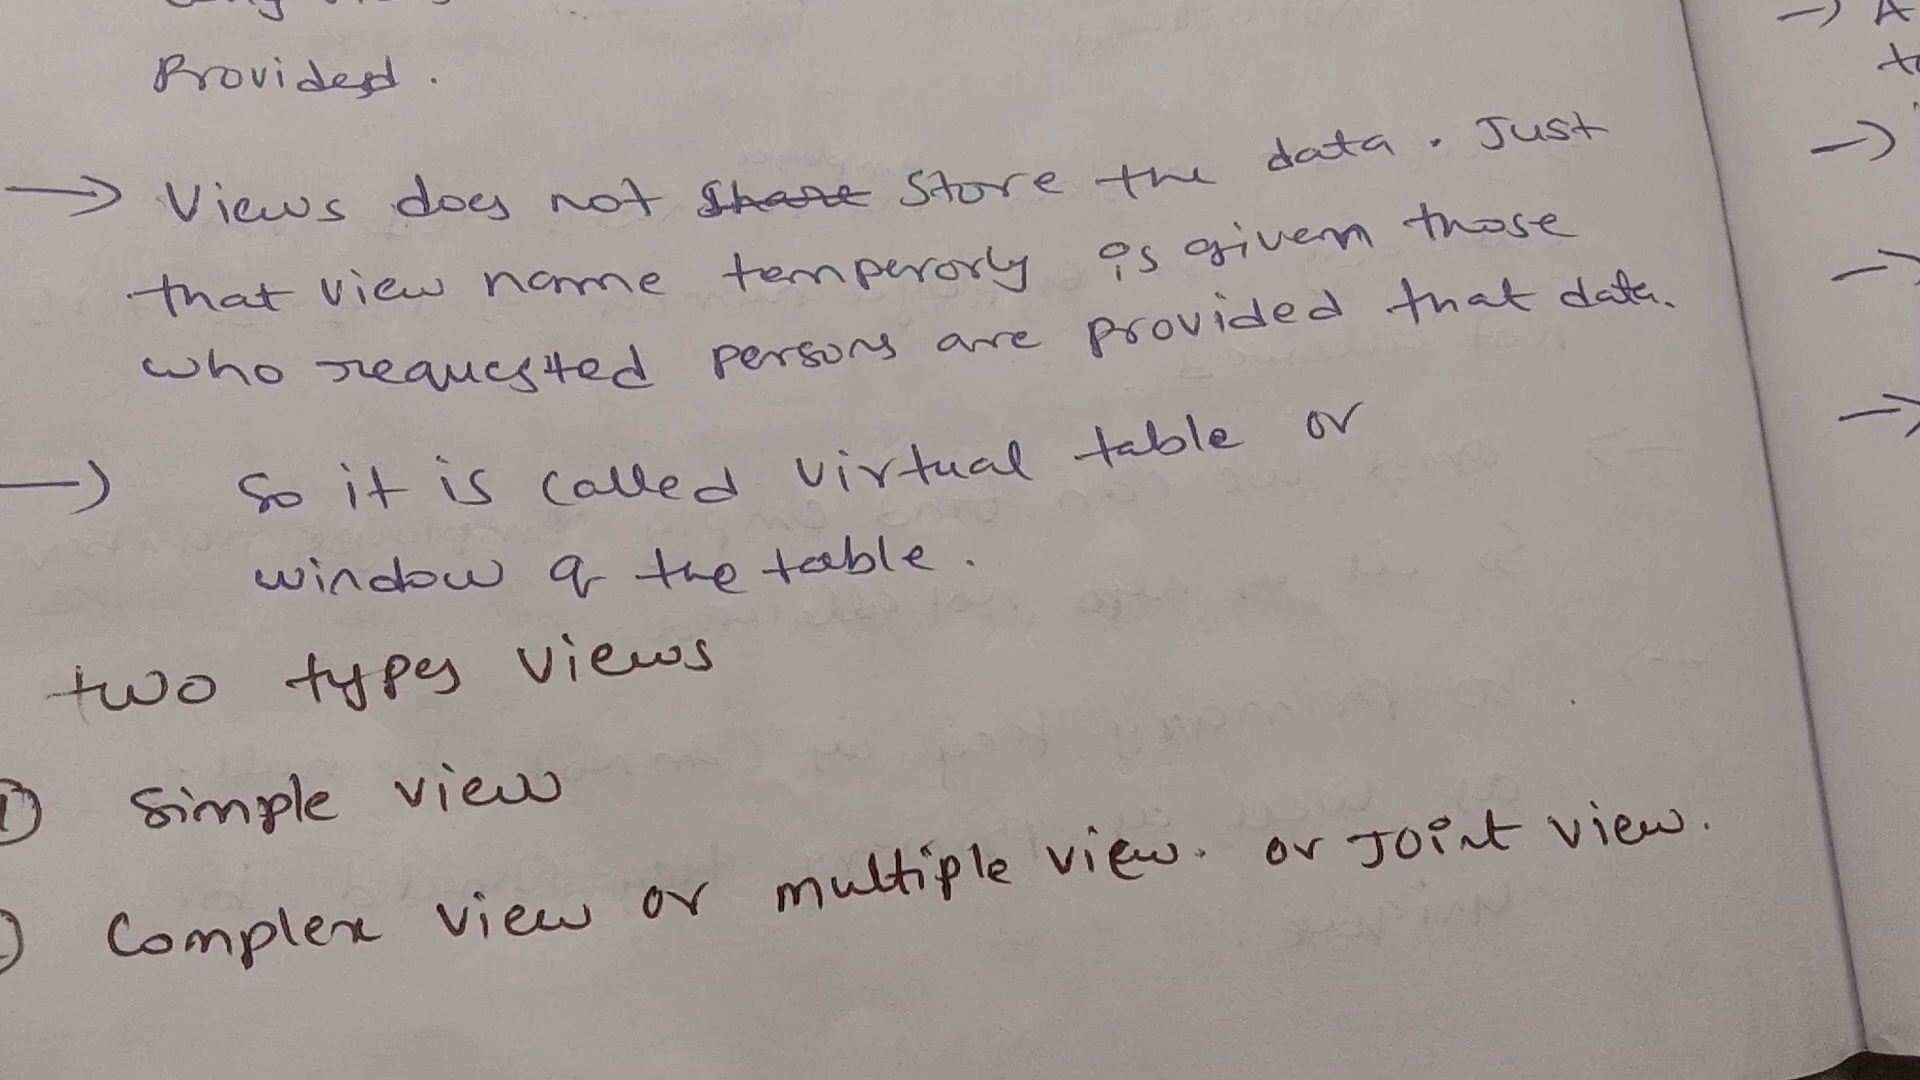 Provided.
→ Views does not Share Store the data. Just
that view name temperorly is given those
who requested persons are provided that data.
→ So it is called virtual table or
window of the table.
two types views
① Simple view
Complex view or multiple view. or Joint view.